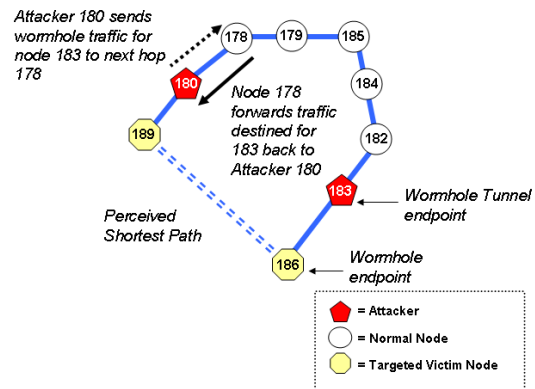 Attacker 180 sends
wormhole traffic for
node 183 to next hop
178
178
179
185
180
184
Node 178
forwards traffic
destined for
183 back to
Attacker 180
189
182
183
Wormhole Tunnel
endpoint
Perceived
Shortest Path
186
Wormhole
endpoint
= Attacker
= Normal Node
= Targeted Victim Node